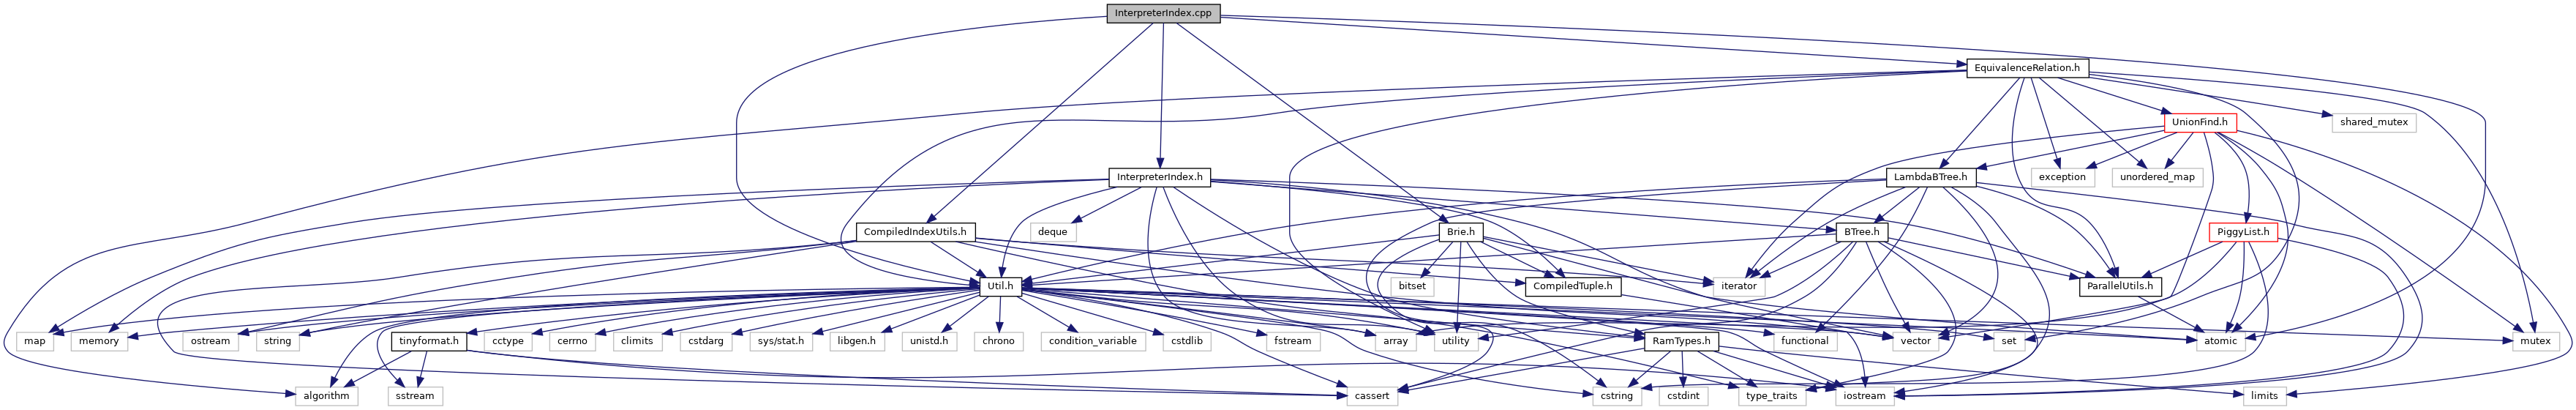 InterpreterIndex.cpp
EquivalenceRelation.h
UnionFind.h
shared_mutex
InterpreterIndex.h
LambdaBTree.h
exception
unordered_map
deque
CompiledIndexUtils.h
Brie.h
BTree.h
PiggyList.h
Util.h
bitset
CompiledTuple.h
iterator
ParallelUtils.h
map
memory
ostream
string
tinyformat.h
cctype
cerrno
climits
cstdarg
sys/stat.h
libgen.h
unistd.h
chrono
condition_variable
cstdlib
fstream
array
utility
RamTypes.h
functional
vector
set
atomic
mutex
algorithm
sstream
cassert
cstring
cstdint
type_traits
iostream
limits